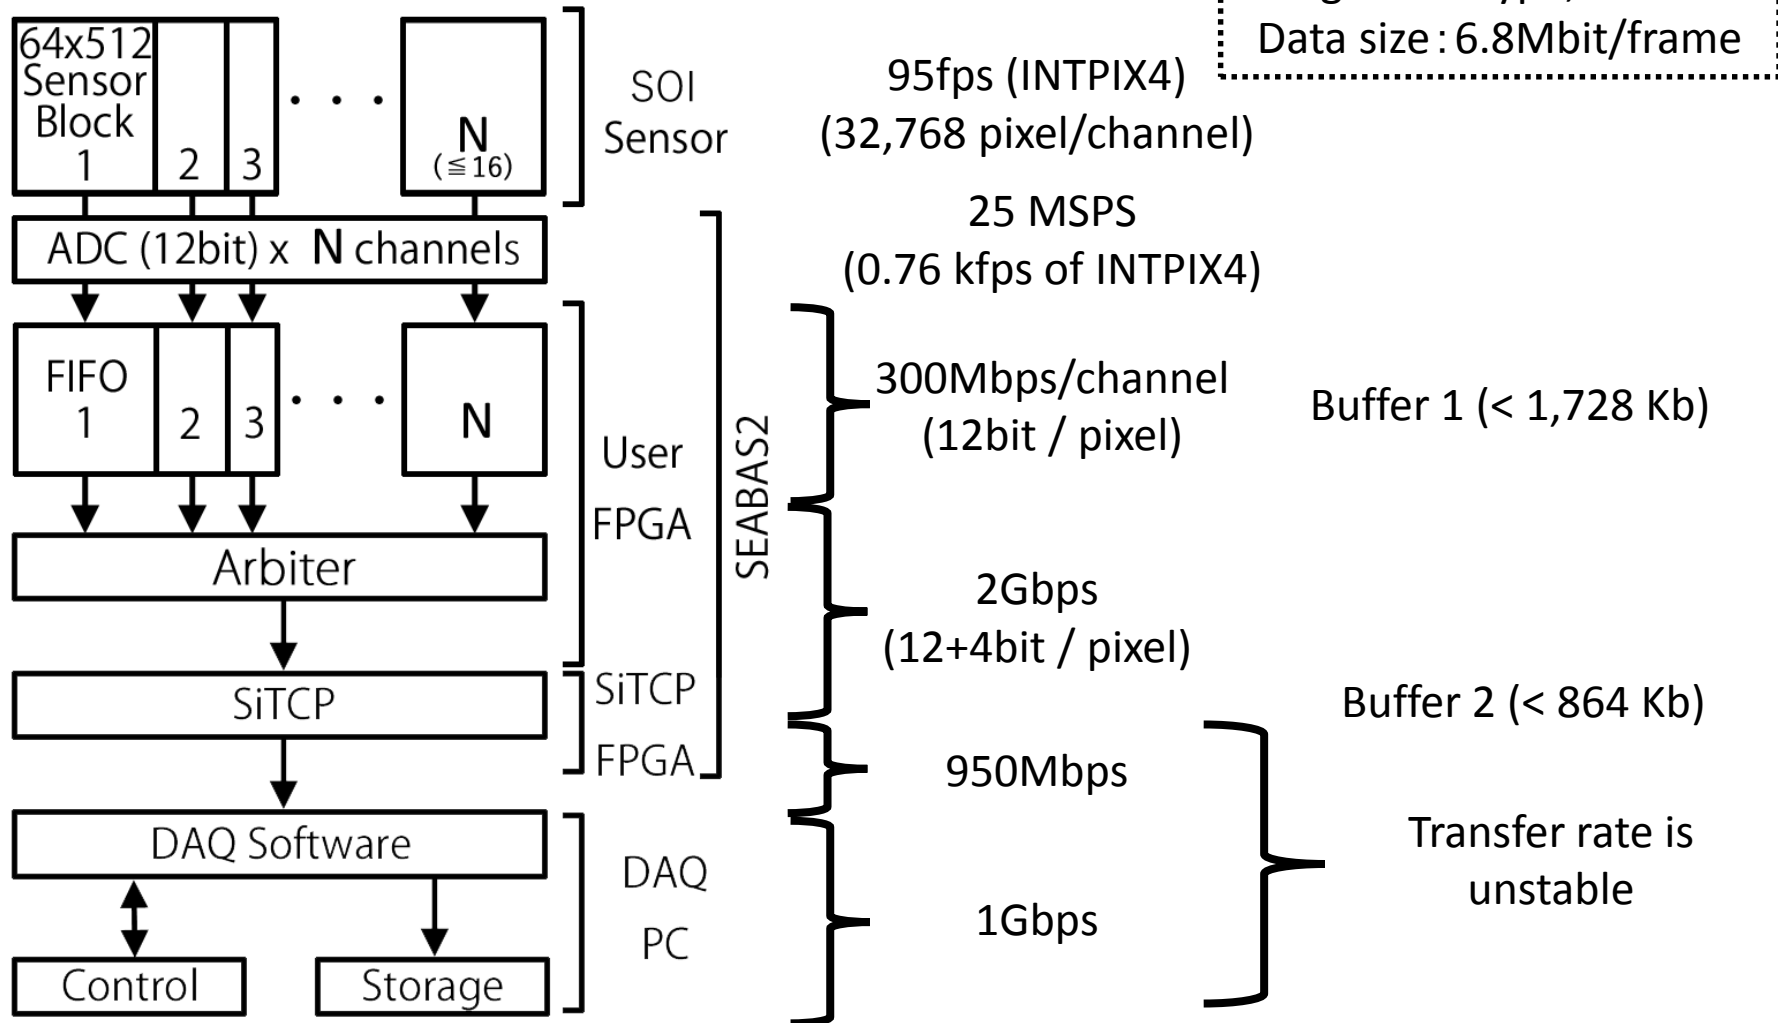 Data size : 6.8Mbit/frame
64x512
Sensor
Block
1
2
3
· · ·
N
(≦16)
SOI
Sensor
95fps (INTPIX4)
(32,768 pixel/channel)
ADC (12bit) x N channels
25 MSPS
(0.76 kfps of INTPIX4)
FIFO
1
2
3
· · ·
N
User
FPGA
SEABAS2
300Mbps/channel
(12bit / pixel)
Buffer 1 (< 1,728 Kb)
Arbiter
2Gbps
(12+4bit / pixel)
SiTCP
SiTCP
FPGA
Buffer 2 (< 864 Kb)
950Mbps
DAQ Software
DAQ
PC
1Gbps
Transfer rate is
unstable
Control
Storage